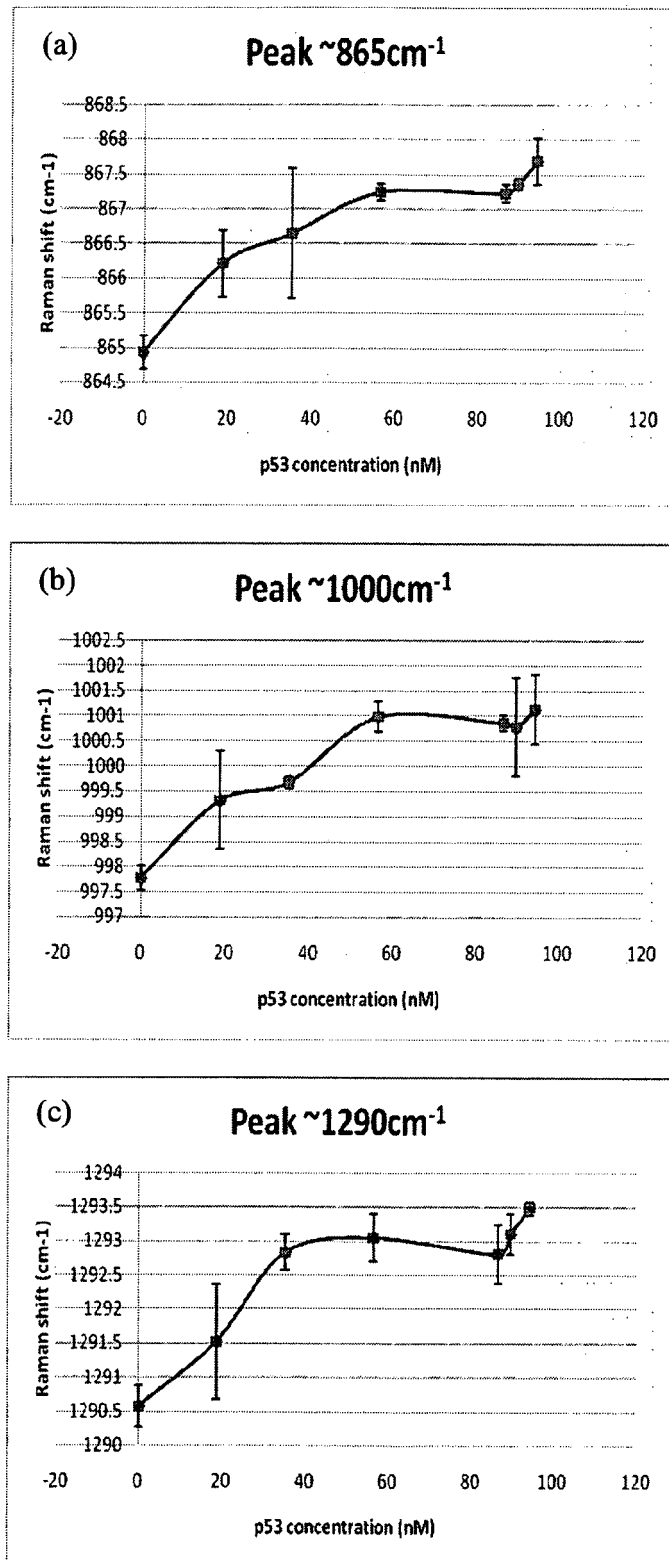 (a)
Peak ~865cm-1
868.5
868
867.5
867
866.5
866
865.5
865
864.5
Raman shift (cm-1)
-20 0 20 40 60 80 100 120
p53 concentration (nM)
(b)
Peak ~1000cm-1
1002.5
1002
1001.5
1001
1000.5
1000
999.5
999
998.5
998
997.5
997
Raman shift (cm-1)
-20 0 20 40 60 80 100 120
p53 concentration (nM)
(c)
Peak ~1290cm-1
1294
1293.5
1293
1292.5
1292
1291.5
1291
1290.5
1290
Raman shift (cm-1)
-20 0 20 40 60 80 100 120
p53 concentration (nM)